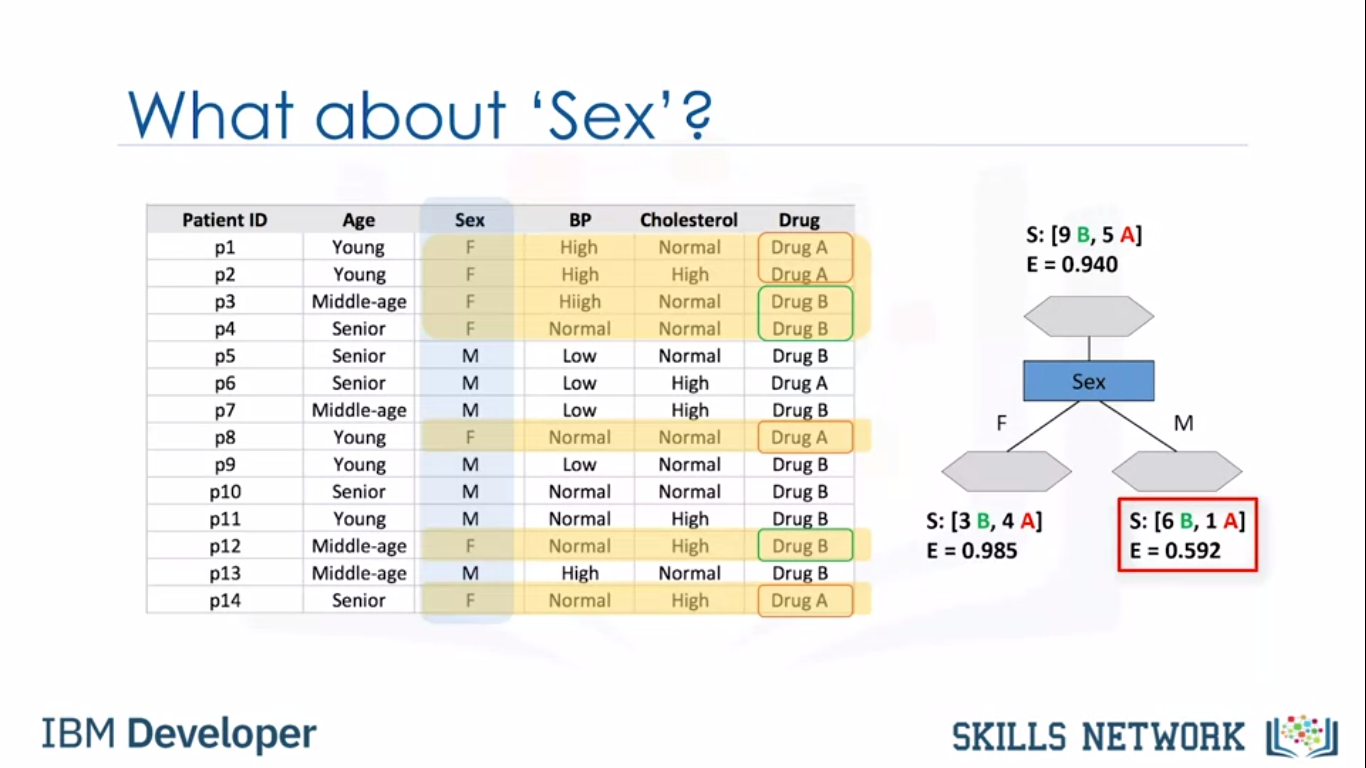 What about ‘Sex’?
Patient ID Age Sex BP Cholesterol Drug
p1 Young F High Normal Drug A
p2 Young F High High Drug A
p3 Middle-age F Hiigh Normal Drug B
p4 Senior F Normal Normal Drug B
p5 Senior M Low Normal Drug B
p6 Senior M Low High Drug A
p7 Middle-age M Low High Drug B
p8 Young F Normal Normal Drug A
p9 Young M Low Normal Drug B
p10 Senior M Normal Normal Drug B
p11 Young M Normal High Drug B
p12 Middle-age F Normal High Drug B
p13 Middle-age M High Normal Drug B
p14 Senior F Normal High Drug A
S: [9 B, 5 A]
E = 0.940
Sex
F M
S: [3 B, 4 A] S: [6 B, 1 A]
E = 0.985 E = 0.592
IBM Developer
SKILLS NETWORK